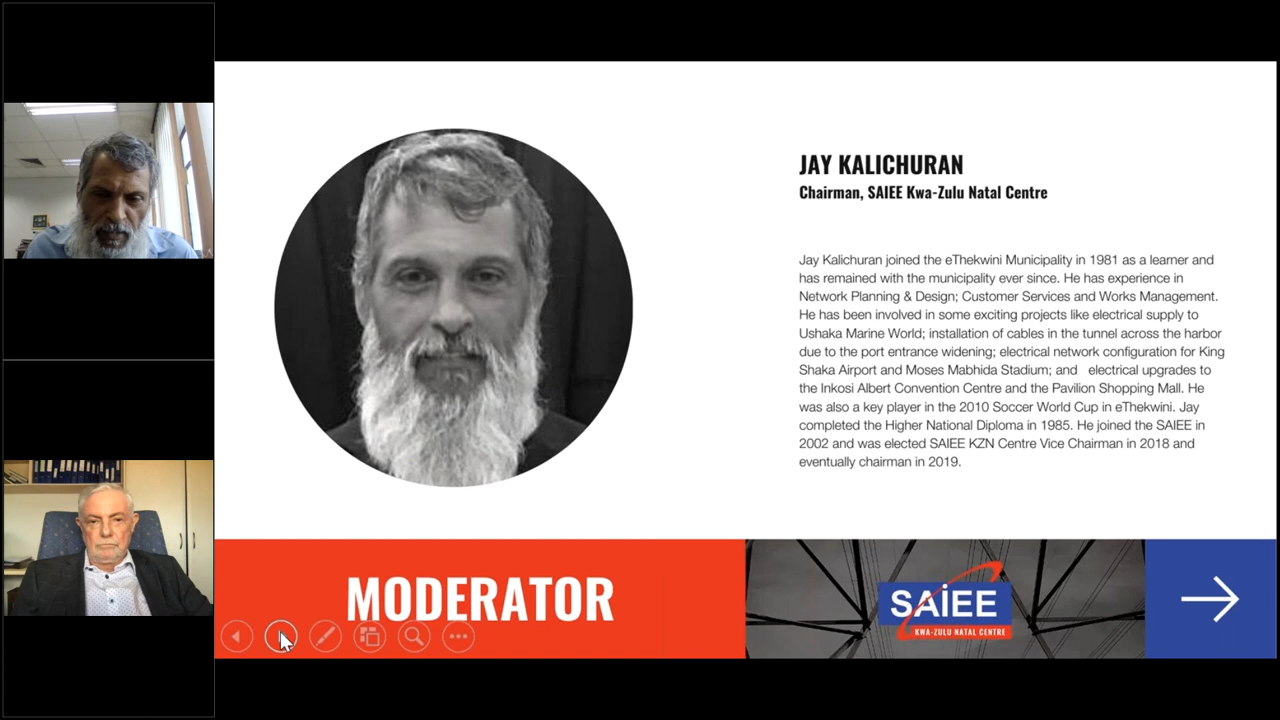 JAY KALICHURAN
Chairman, SAIEE Kwa-Zulu Natal Centre
Jay Kalichuran joined the eThekwini Municipality in 1981 as a learner and
has remained with the municipality ever since. He has experience in
Network Planning & Design; Customer Services and Works Management.
He has been involved in some exciting projects like electrical supply to
Ushaka Marine World; installation of cables in the tunnel across the harbor
due to the port entrance widening; electrical network configuration for King
Shaka Airport and Moses Mabhida Stadium; and electrical upgrades to
the Inkosi Albert Convention Centre and the Pavilion Shopping Mall. He
was also a key player in the 2010 Soccer World Cup in eThekwini. Jay
completed the Higher National Diploma in 1985. He joined the SAIEE in
2002 and was elected SAIEE KZN Centre Vice Chairman in 2018 and
eventually chairman in 2019.
MODERATOR
SAiEE
KWA-ZULU NATAL CENTRE